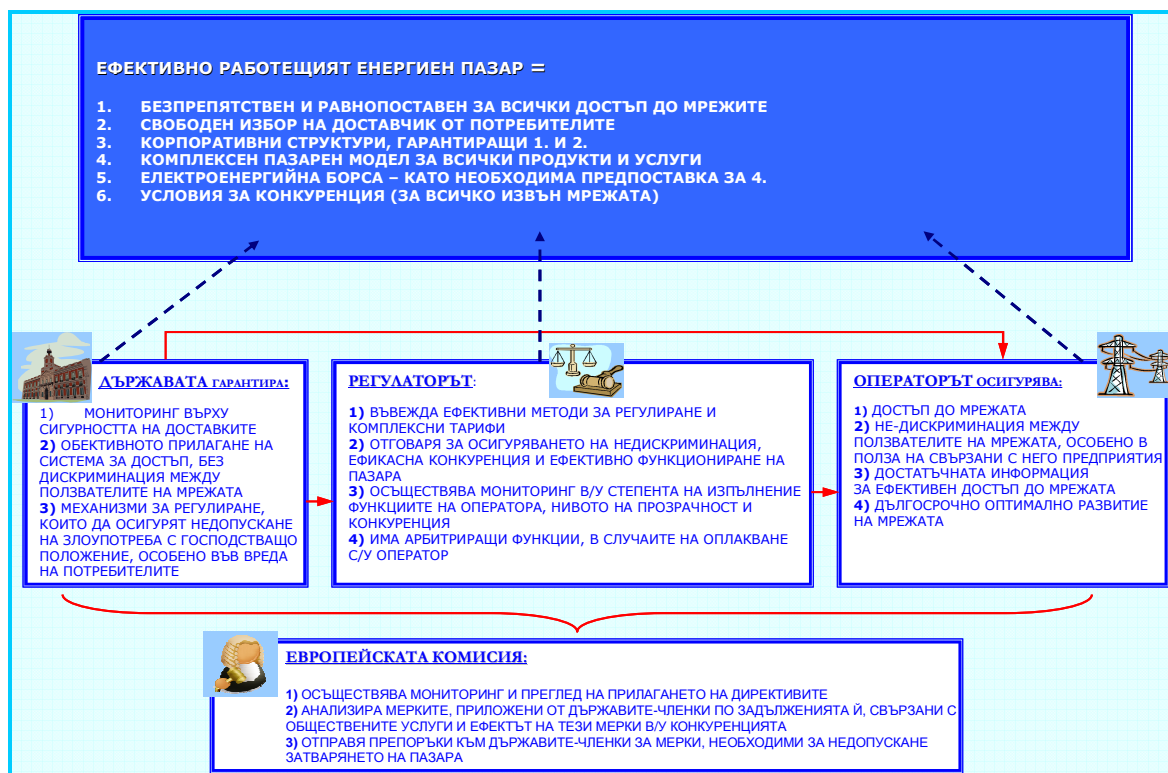 ЕФЕКТИВНО РАБОТЕЩИЯТ ЕНЕРГИЕН ПАЗАР =
1. БЕЗПРЕПЯТСТВЕН И РАВНОПОСТАВЕН ЗА ВСИЧКИ ДОСТЪП ДО МРЕЖИТЕ
2. СВОБОДЕН ИЗБОР НА ДОСТАВЧИК ОТ ПОТРЕБИТЕЛИТЕ
3. КОРПОРАТИВНИ СТРУКТУРИ, ГАРАНТИРАЩИ 1. И 2.
4. КОМПЛЕКСЕН ПАЗАРЕН МОДЕЛ ЗА ВСИЧКИ ПРОДУКТИ И УСЛУГИ
5. ЕЛЕКТРОЕНЕРГИЙНА БОРСА – КАТО НЕОБХОДИМА ПРЕДПОСТАВКА ЗА 4.
6. УСЛОВИЯ ЗА КОНКУРЕНЦИЯ (ЗА ВСИЧКО ИЗВЪН МРЕЖАТА)
ДЪРЖАВАТА ГАРАНТИРА:
1) МОНИТОРИНГ ВЪРХУ
СИГУРНОСТТА НА ДОСТАВКИТЕ
2) ОБЕКТИВНОТО ПРИЛАГАНЕ НА
СИСТЕМА ЗА ДОСТЪП, БЕЗ
ДИСКРИМИНАЦИЯ МЕЖДУ
ПОЛЗВАТЕЛИТЕ НА МРЕЖАТА
3) МЕХАНИЗМИ ЗА РЕГУЛИРАНЕ,
КОИТО ДА ОСИГУРЯТ НЕДОПУСКАНЕ
НА ЗЛОУПОТРЕБА С ГОСПОДСТВАЩО
ПОЛОЖЕНИЕ, ОСОБЕНО ВЪВ ВРЕДА
НА ПОТРЕБИТЕЛИТЕ
РЕГУЛАТОРЪТ:
1) ВЪВЕЖДА ЕФЕКТИВНИ МЕТОДИ ЗА РЕГУЛИРАНЕ И
КОМПЛЕКСНИ ТАРИФИ
2) ОТГОВАРЯ ЗА ОСИГУРЯВАНЕТО НА НЕДИСКРИМИНАЦИЯ,
ЕФИКАСНА КОНКУРЕНЦИЯ И ЕФЕКТИВНО ФУНКЦИОНИРАНЕ НА
ПАЗАРА
3) ОСЪЩЕСТВЯВА МОНИТОРИНГ В/У СТЕПЕНТА НА ИЗПЪЛНЕНИЕ
ФУНКЦИИТЕ НА ОПЕРАТОРА, НИВОТО НА ПРОЗРАЧНОСТ И
КОНКУРЕНЦИЯ
4) ИМА АРБИТРИРАЩИ ФУНКЦИИ, В СЛУЧАИТЕ НА ОПЛАКВАНЕ
С/У ОПЕРАТОР
ОПЕРАТОРЪТ ОСИГУРЯВА:
1) ДОСТЪП ДО МРЕЖАТА
2) НЕ-ДИСКРИМИНАЦИЯ МЕЖДУ
ПОЛЗВАТЕЛИТЕ НА МРЕЖАТА, ОСОБЕНО В
ПОЛЗА НА СВЪРЗАНИ С НЕГО ПРЕДПРИЯТИЯ
3) ДОСТАТЪЧНАТА ИНФОРМАЦИЯ
ЗА ЕФЕКТИВЕН ДОСТЪП ДО МРЕЖАТА
4) ДЪЛГОСРОЧНО ОПТИМАЛНО РАЗВИТИЕ
НА МРЕЖАТА
ЕВРОПЕЙСКАТА КОМИСИЯ:
1) ОСЪЩЕСТВЯВА МОНИТОРИНГ И ПРЕГЛЕД НА ПРИЛАГАНЕТО НА ДИРЕКТИВИТЕ
2) АНАЛИЗИРА МЕРКИТЕ, ПРИЛОЖЕНИ ОТ ДЪРЖАВИТЕ-ЧЛЕНКИ ПО ЗАДЪЛЖЕНИЯТА Й, СВЪРЗАНИ С
ОБЩЕСТВЕНИТЕ УСЛУГИ И ЕФЕКТЪТ НА ТЕЗИ МЕРКИ В/У КОНКУРЕНЦИЯТА
3) ОТПРАВЯ ПРЕПОРЪКИ КЪМ ДЪРЖАВИТЕ-ЧЛЕНКИ ЗА МЕРКИ, НЕОБХОДИМИ ЗА НЕДОПУСКАНЕ
ЗАТВАРЯНЕТО НА ПАЗАРА